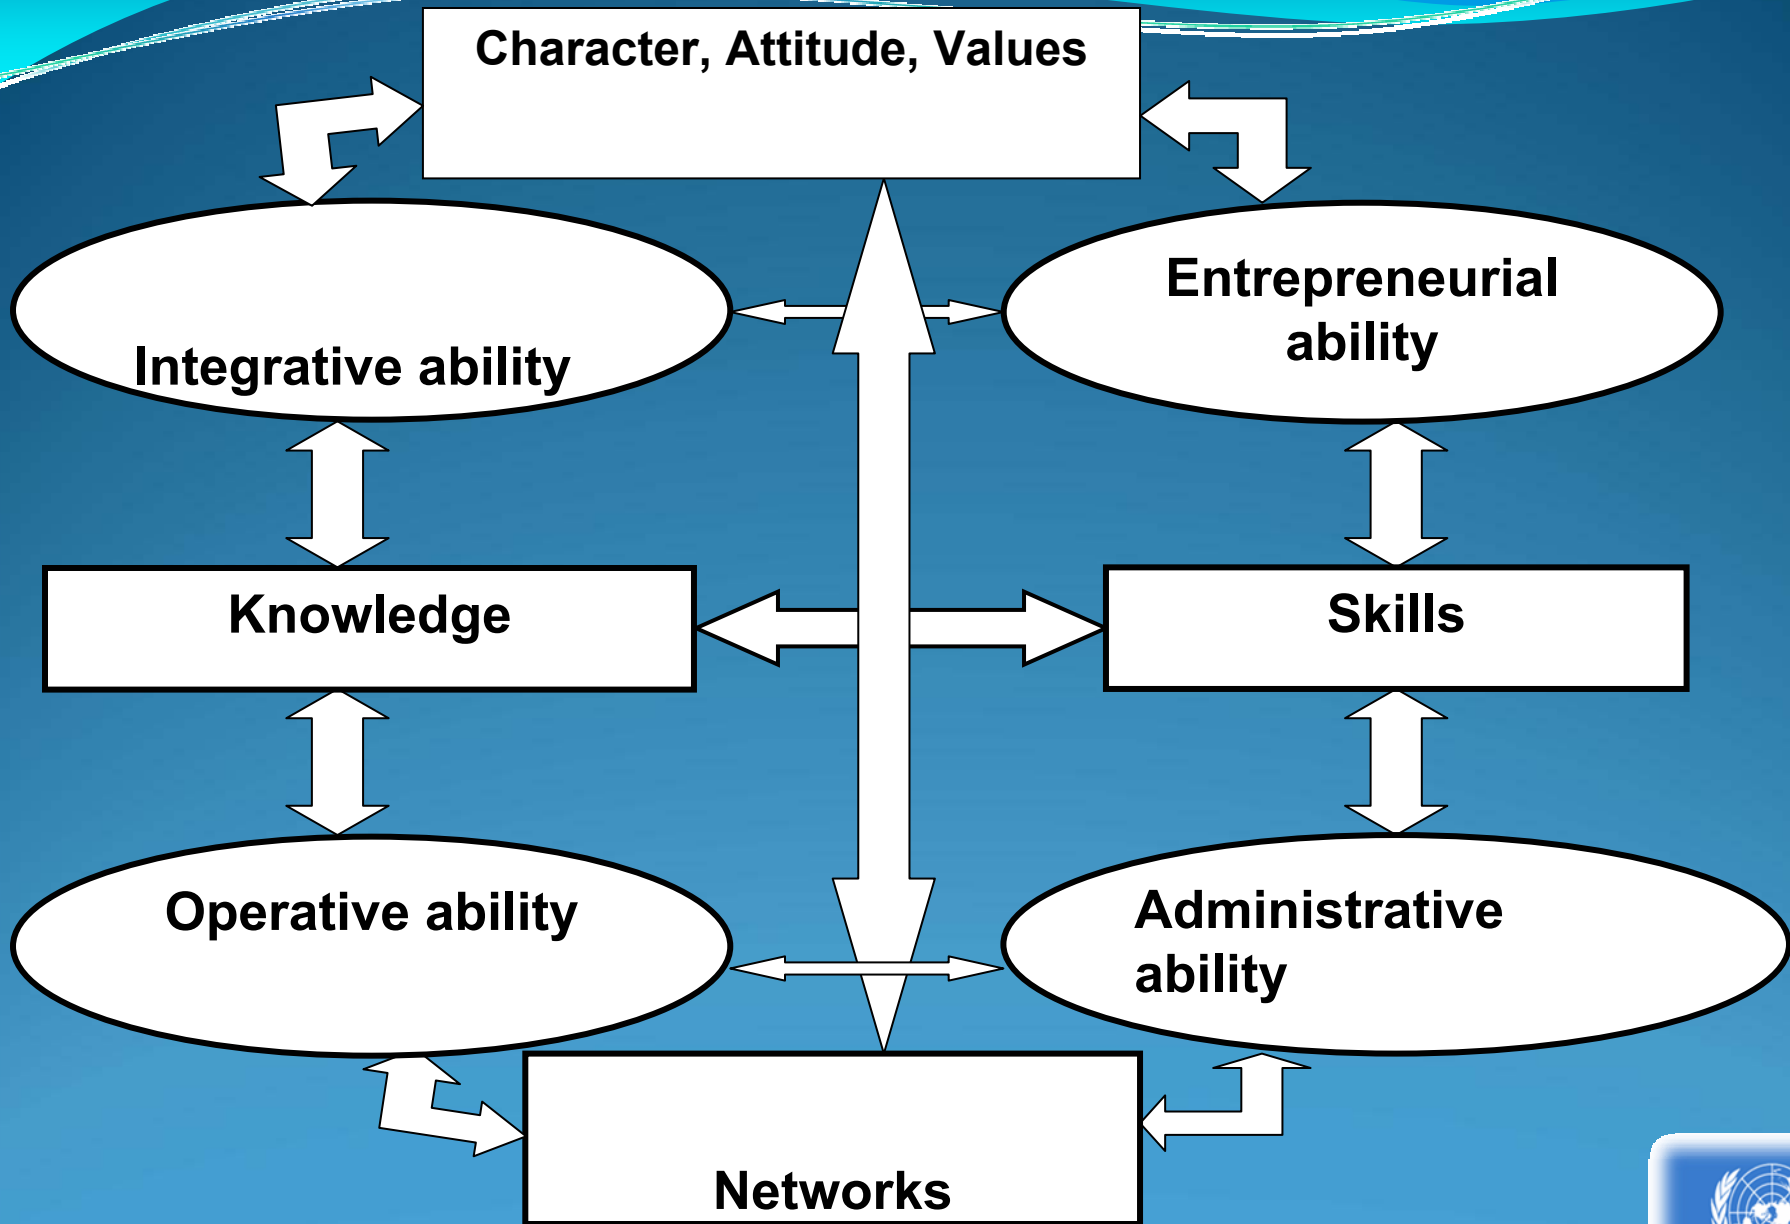 Character, Attitude, Values
Integrative ability
Entrepreneurial
ability
Knowledge
Skills
Operative ability
Administrative
ability
Networks